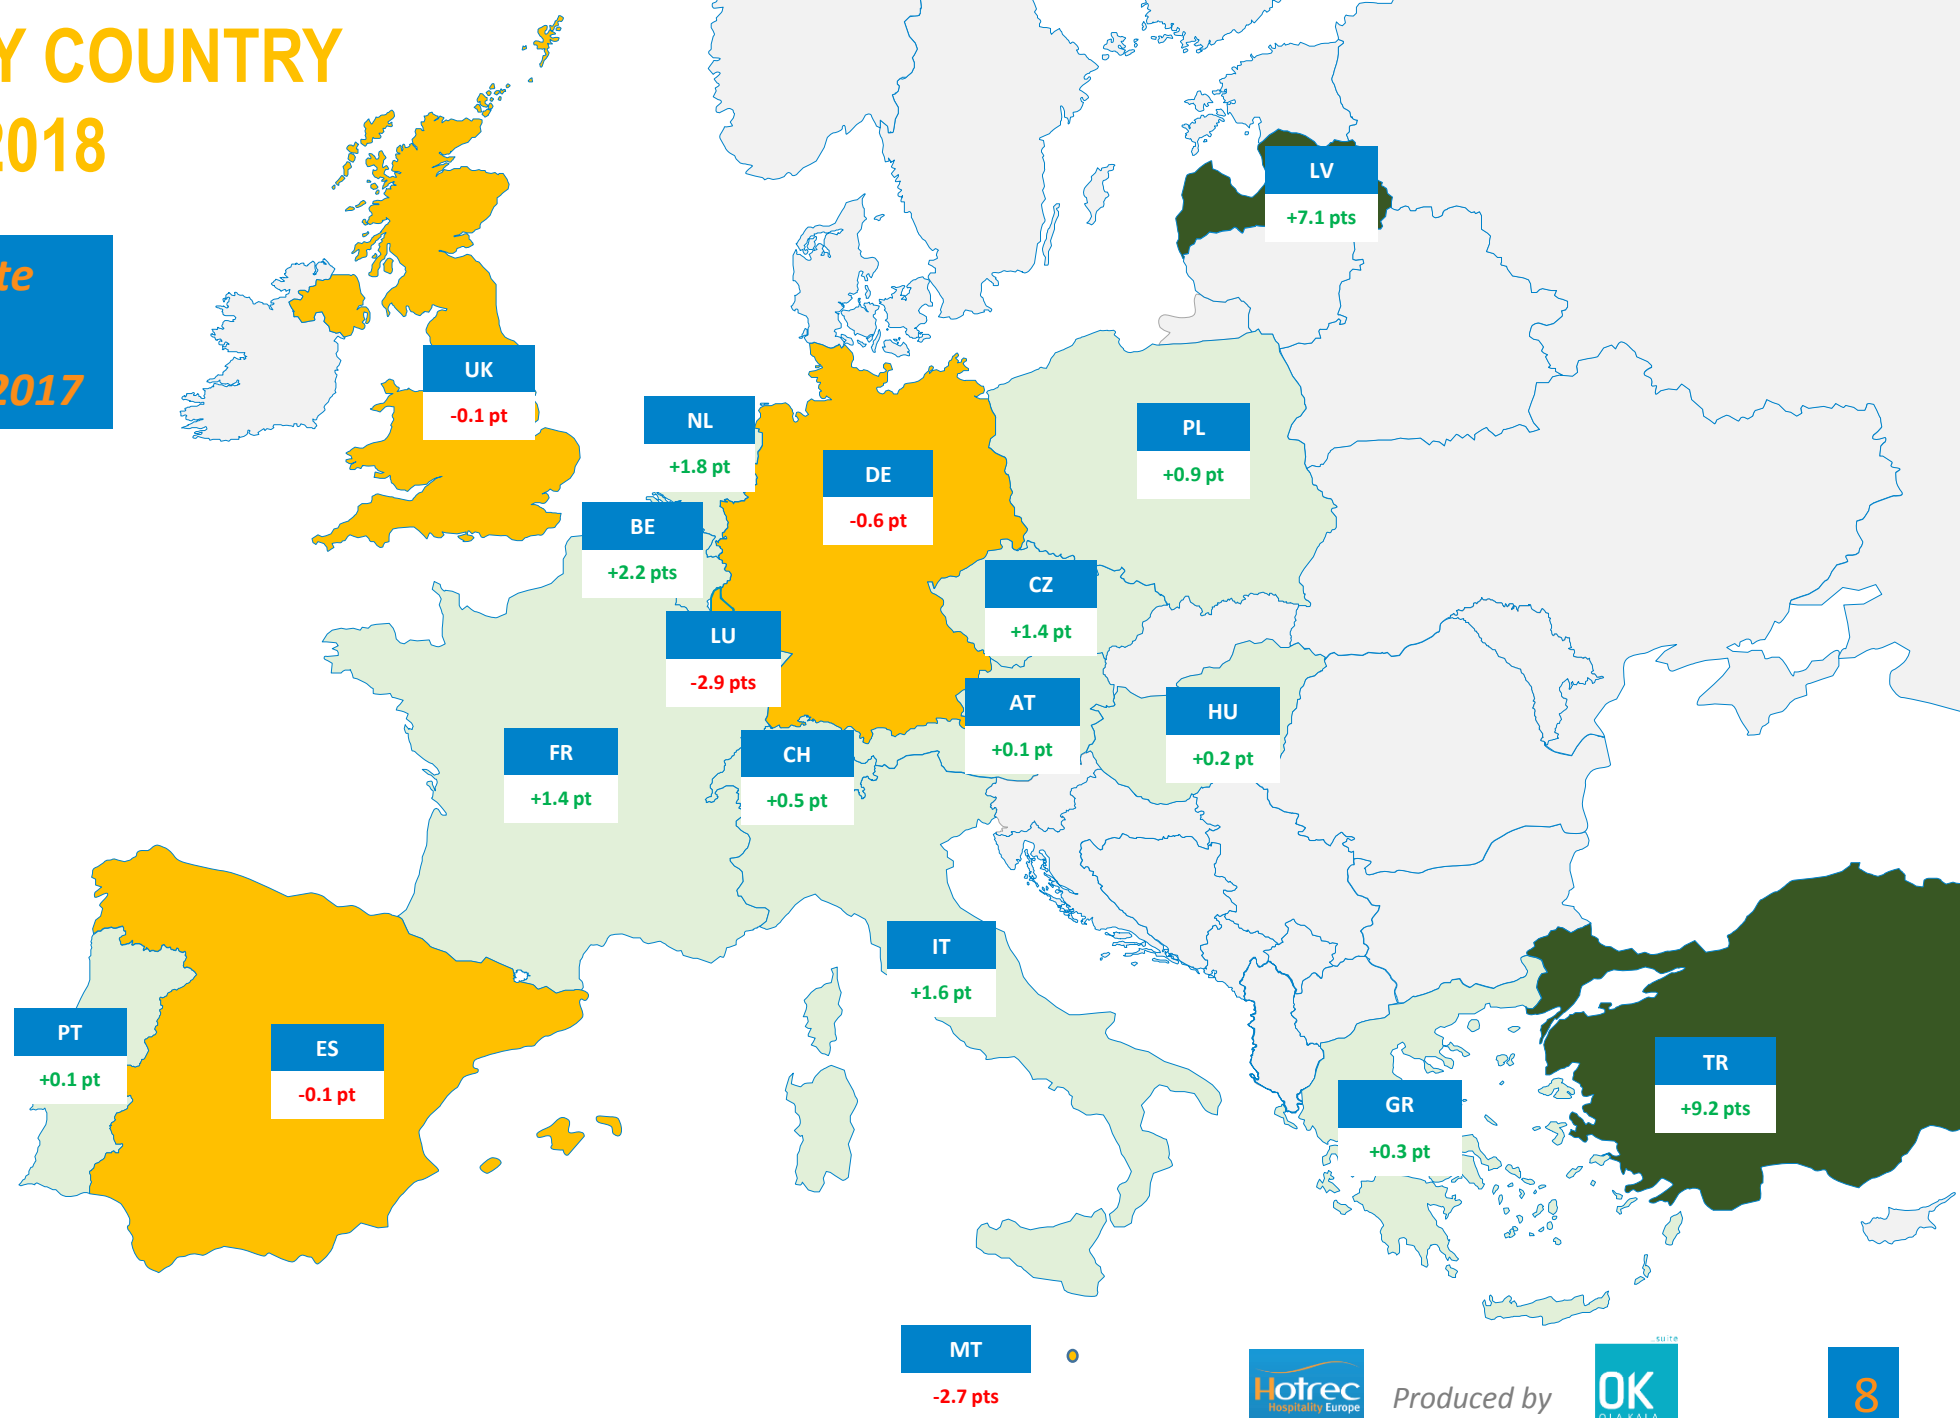 Y COUNTRY
2018
te
2017
LV
+7.1 pts
UK
-0.1 pt
NL
+1.8 pt
PL
+0.9 pt
DE
-0.6 pt
BE
+2.2 pts
CZ
+1.4 pt
LU
-2.9 pts
AT
+0.1 pt
HU
+0.2 pt
FR
+1.4 pt
CH
+0.5 pt
IT
+1.6 pt
PT
+0.1 pt
ES
-0.1 pt
TR
+9.2 pts
GR
+0.3 pt
MT
-2.7 pts
Hotrec
Hospitality Europe
Produced by
suite
OK
OLAKALA
8